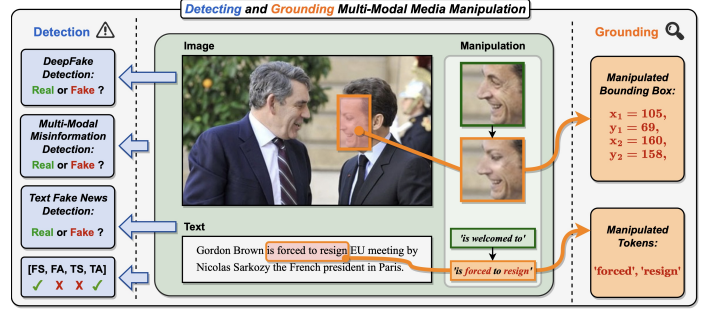 Detecting and Grounding Multi-Modal Media Manipulation
Detection
DeepFake
Detection:
Real or Fake ?
Multi-Modal
Misinformation
Detection:
Real or Fake ?
Text Fake News
Detection:
Real or Fake ?
[FS, FA, TS, TA]
✓ X X ✓
Image
Manipulation
Text
Gordon Brown is forced to resign EU meeting by
Nicolas Sarkozy the French president in Paris.
'is welcomed to'
'is forced to resign'
Grounding
Manipulated
Bounding Box:
x1 = 105,
y1 = 69,
x2 = 160,
y2 = 158,
Manipulated
Tokens:
'forced', 'resign'